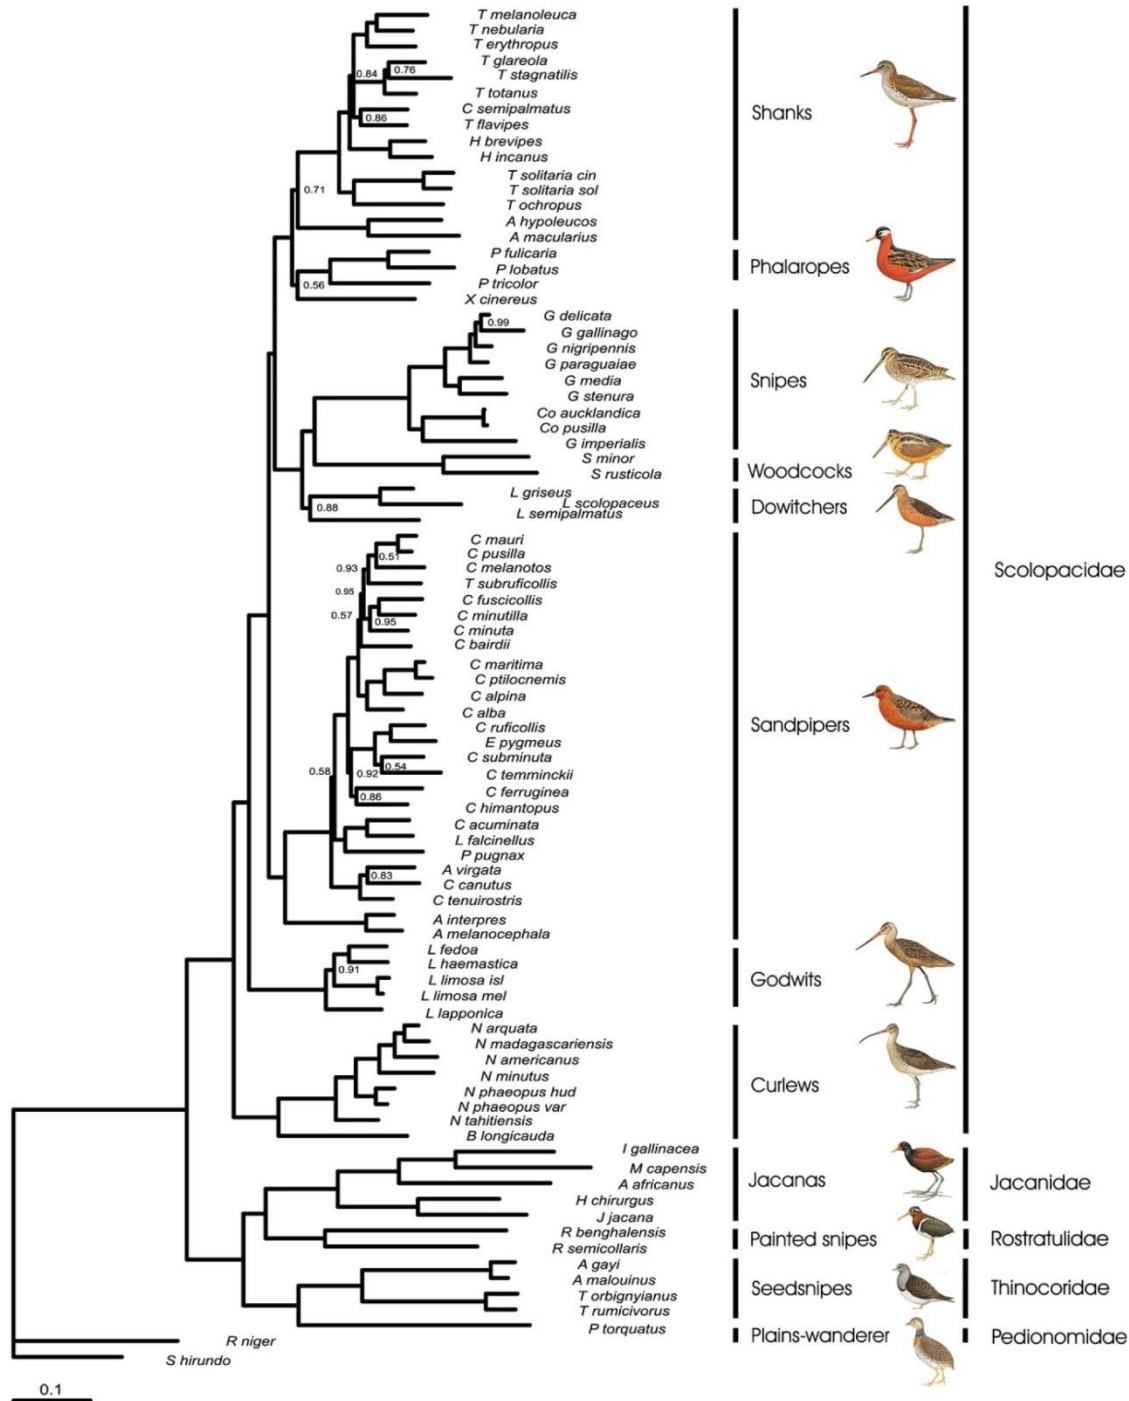 T melanoleuca
T nebularia
T erythropus
T glareola
0.84
0.76
T stagnatilis
T totanus
C semipalmatus
0.86
T flavipes
Shanks
H brevipes
H incanus
T solitaria cin
0.71
T solitaria sol
T ochropus
A hypoleucos
A macularius
P fulicaria
P lobatus
Phalaropes
0.56
P tricolor
X cinereus
G delicata
0.99
G gallinago
G nigripennis
G paraguaiae
G media
Snipes
G stenura
Co aucklandica
Co pusilla
G imperialis
S minor
S rusticola
Woodcocks
L griseus
0.88
L scolopaceus
Dowitchers
L semipalmatus
C mauri
0.51
C pusilla
0.93
C melanotos
Scolopacidae
T subruficollis
0.95
C fuscicollis
0.57
C minutilla
0.95
C minuta
C bairdii
C maritima
C ptilocnemis
C alpina
C alba
C ruficollis
Sandpipers
E pygmeus
C subminuta
0.58
0.92
0.54
C temminckii
C ferruginea
0.86
C himantopus
C acuminata
L falcinellus
P pugnax
A virgata
0.83
C canutus
C tenuirostris
A interpres
A melanocephala
L fedoa
0.91
L haemastica
L limosa isl
Godwits
L limosa mel
L lapponica
N arquata
N madagascariensis
N americanus
N minutus
Curlews
N phaeopus hud
N phaeopus var
N tahitiensis
B longicauda
I gallinacea
M capensis
A africanus
Jacanas
Jacanidae
H chirurgus
J jacana
R benghalensis
Painted snipes
Rostratulidae
R semicollaris
A gayi
A malouinus
Seedsnipes
Thinocoridae
T orbignyianus
T rumicivorus
P torquatus
Plains-wanderer
Pedionomidae
R niger
S hirundo
0.1